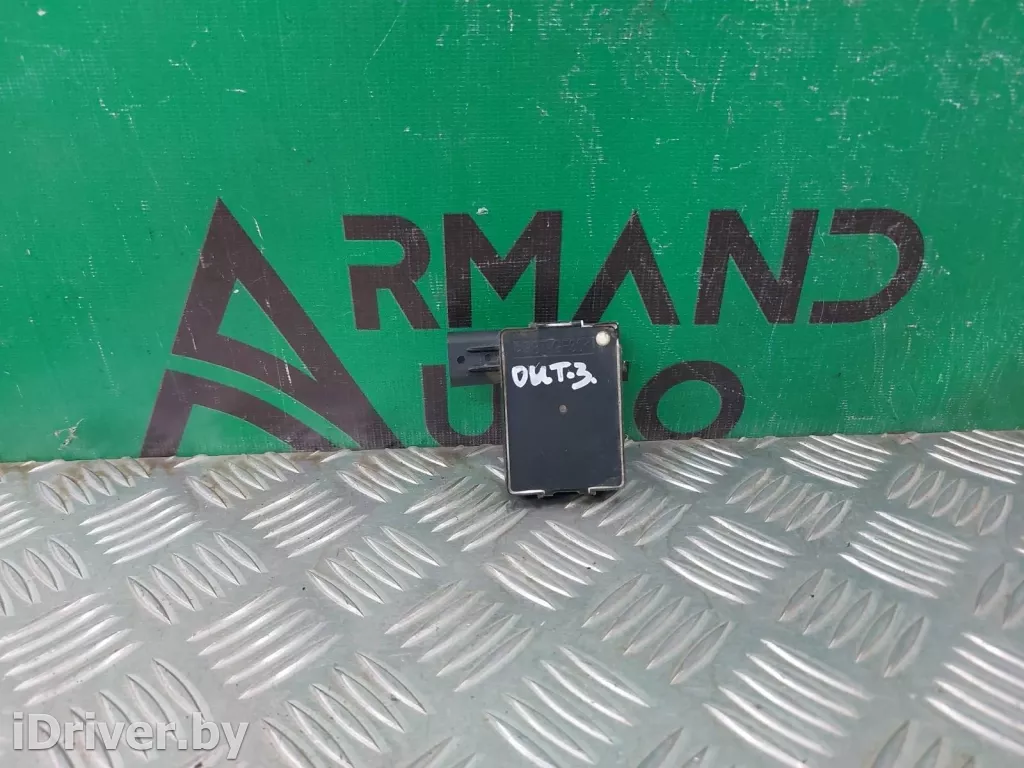 ARMAND
AUTO
OUT.3.
iDriver.by